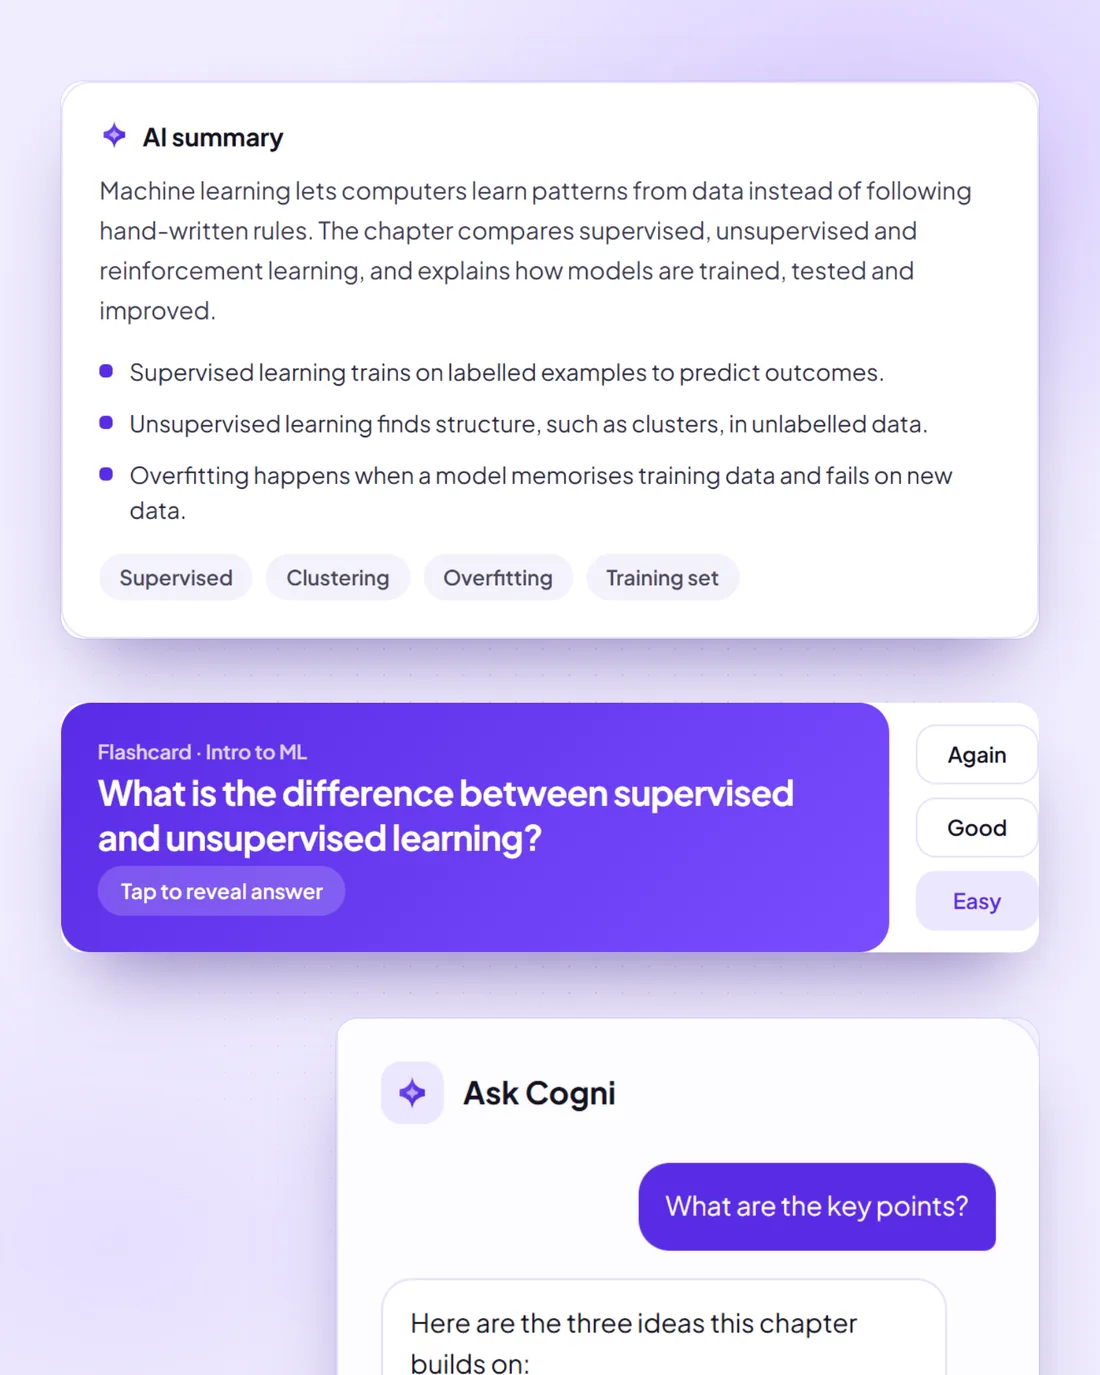 AI summary
Machine learning lets computers learn patterns from data instead of following
hand-written rules. The chapter compares supervised, unsupervised and
reinforcement learning, and explains how models are trained, tested and
improved.
Supervised learning trains on labelled examples to predict outcomes.
Unsupervised learning finds structure, such as clusters, in unlabelled data.
Overfitting happens when a model memorises training data and fails on new
data.
Supervised Clustering Overfitting Training set
Flashcard · Intro to ML
What is the difference between supervised
and unsupervised learning?
Tap to reveal answer
Again
Good
Easy
Ask Cogni
What are the key points?
Here are the three ideas this chapter
builds on: